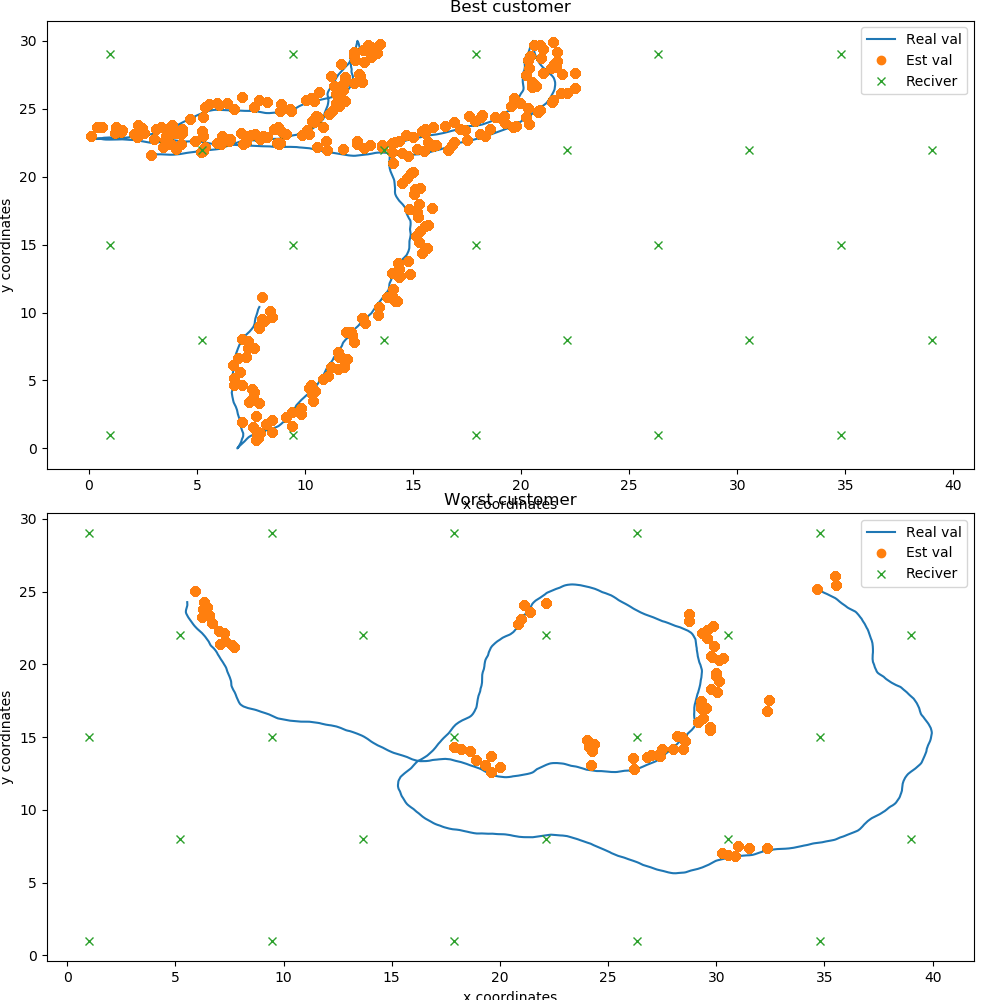 Best customer
30
25
20
15
10
5
0
y coordinates
Real val
Est val
Reciver
0 5 10 15 20 25 30 35 40
x coordinates
Worst customer
30
25
20
15
10
5
0
y coordinates
Real val
Est val
Reciver
0 5 10 15 20 25 30 35 40
x coordinates